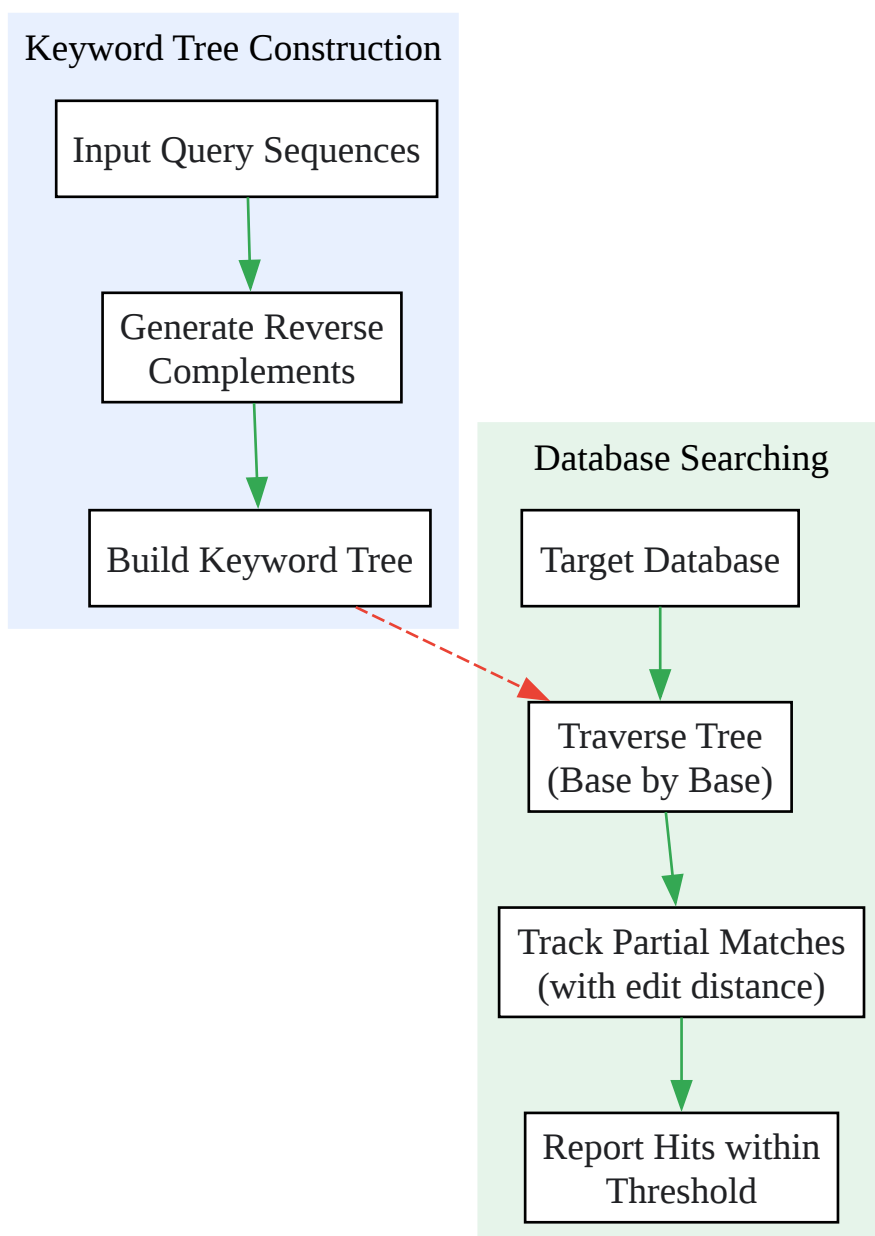 Keyword Tree Construction
Input Query Sequences
Generate Reverse
Complements
Build Keyword Tree
Database Searching
Target Database
Traverse Tree
(Base by Base)
Track Partial Matches
(with edit distance)
Report Hits within
Threshold